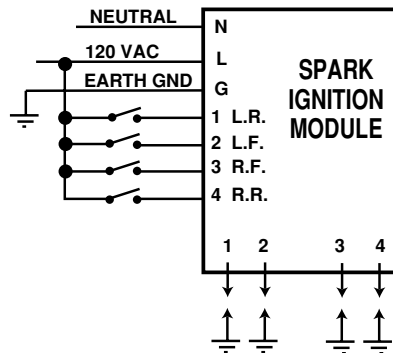 NEUTRAL
N
120 VAC
L
EARTH GND
G
1 L.R.
2 L.F.
3 R.F.
4 R.R.
SPARK
IGNITION
MODULE
1 2 3 4